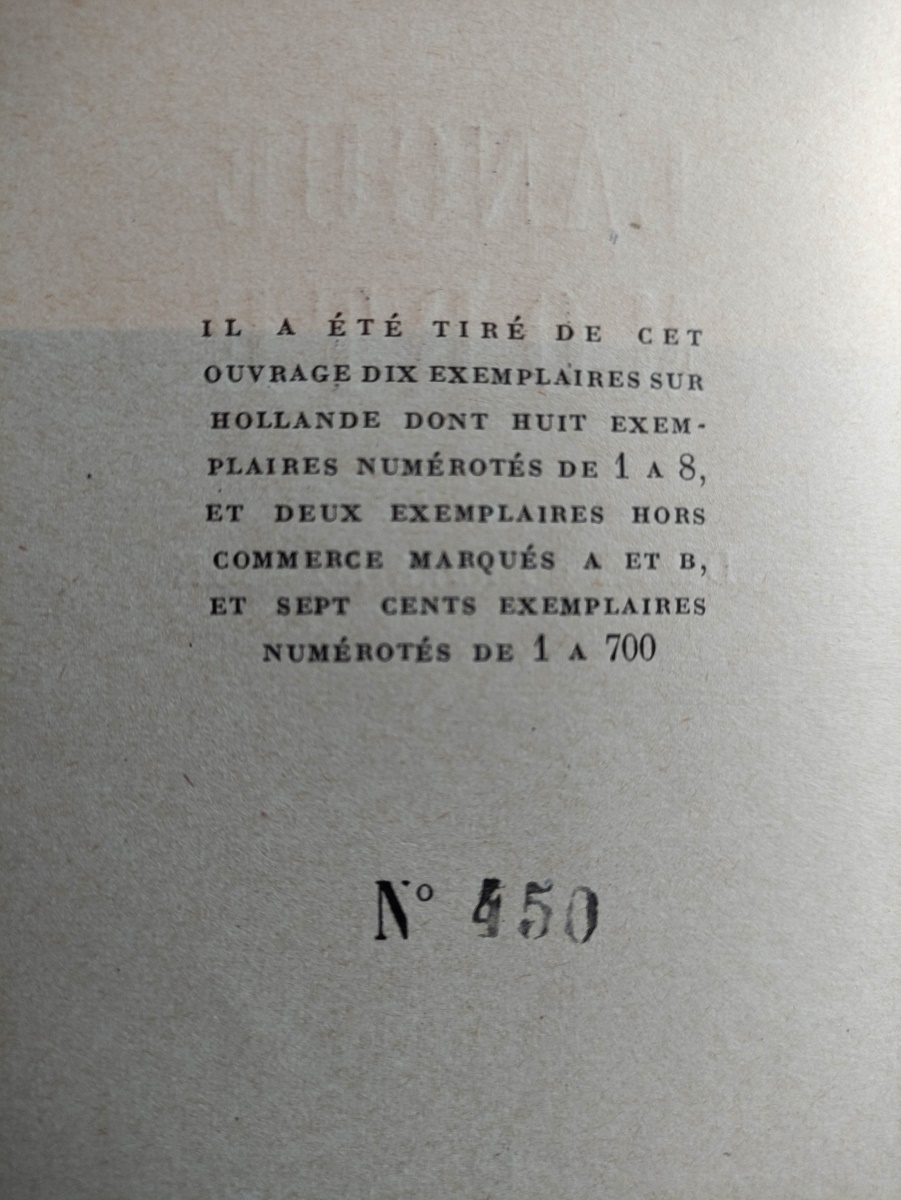 IL A ÉTÉ TIRÉ DE CET
OUVRAGE DIX EXEMPLAIRES SUR
HOLLANDE DONT HUIT EXEM-
PLAIRES NUMÉROTÉS DE 1 A 8,
ET DEUX EXEMPLAIRES HORS
COMMERCE MARQUÉS A ET B,
ET SEPT CENTS EXEMPLAIRES
NUMÉROTÉS DE 1 A 700
N° 450